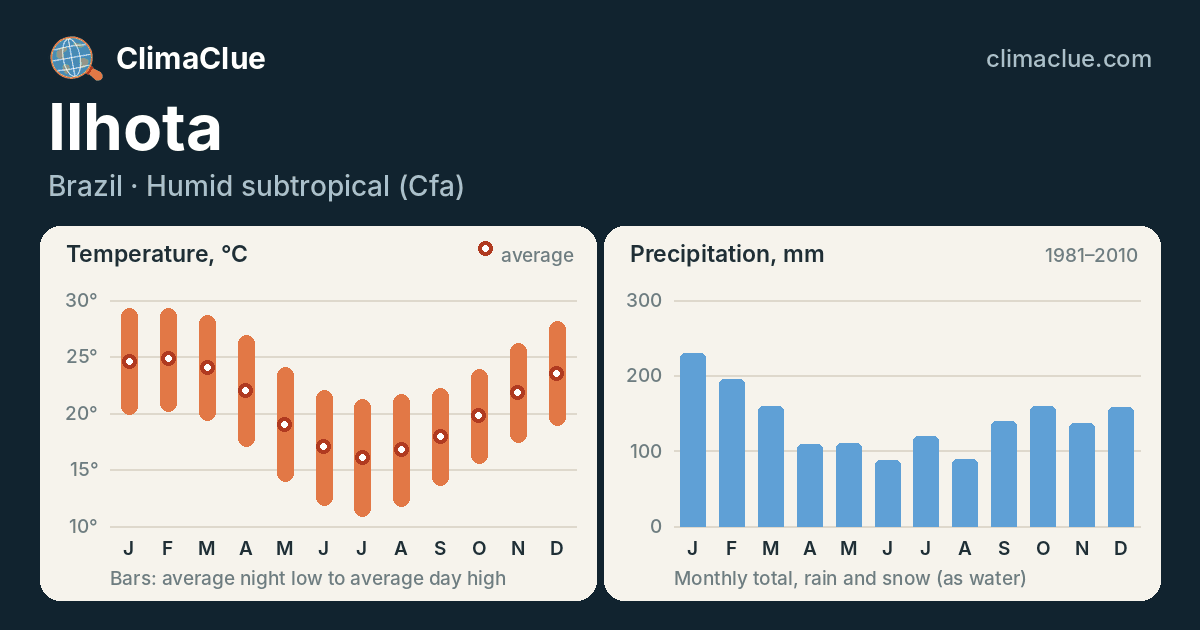 ClimaClue
climaclue.com
Ilhota
Brazil · Humid subtropical (Cfa)
Temperature, °C
average
30°
25°
20°
15°
10°
J F M A M J J A S O N D
Bars: average night low to average day high
Precipitation, mm
1981–2010
300
200
100
0
J F M A M J J A S O N D
Monthly total, rain and snow (as water)